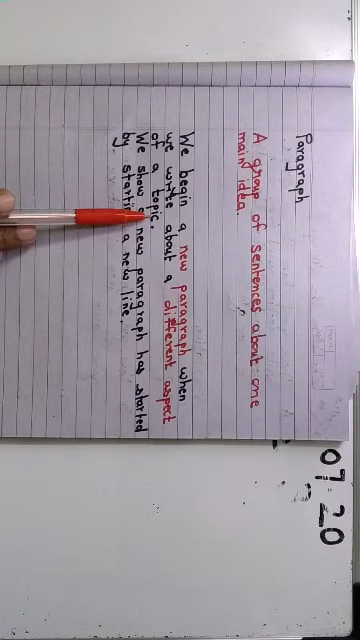 Paragraph
A group of sentences about one
main idea.
We begin a new paragraph when
we write about a different aspect
of a topic.
We show new paragraph has started
by a new line.
07 20